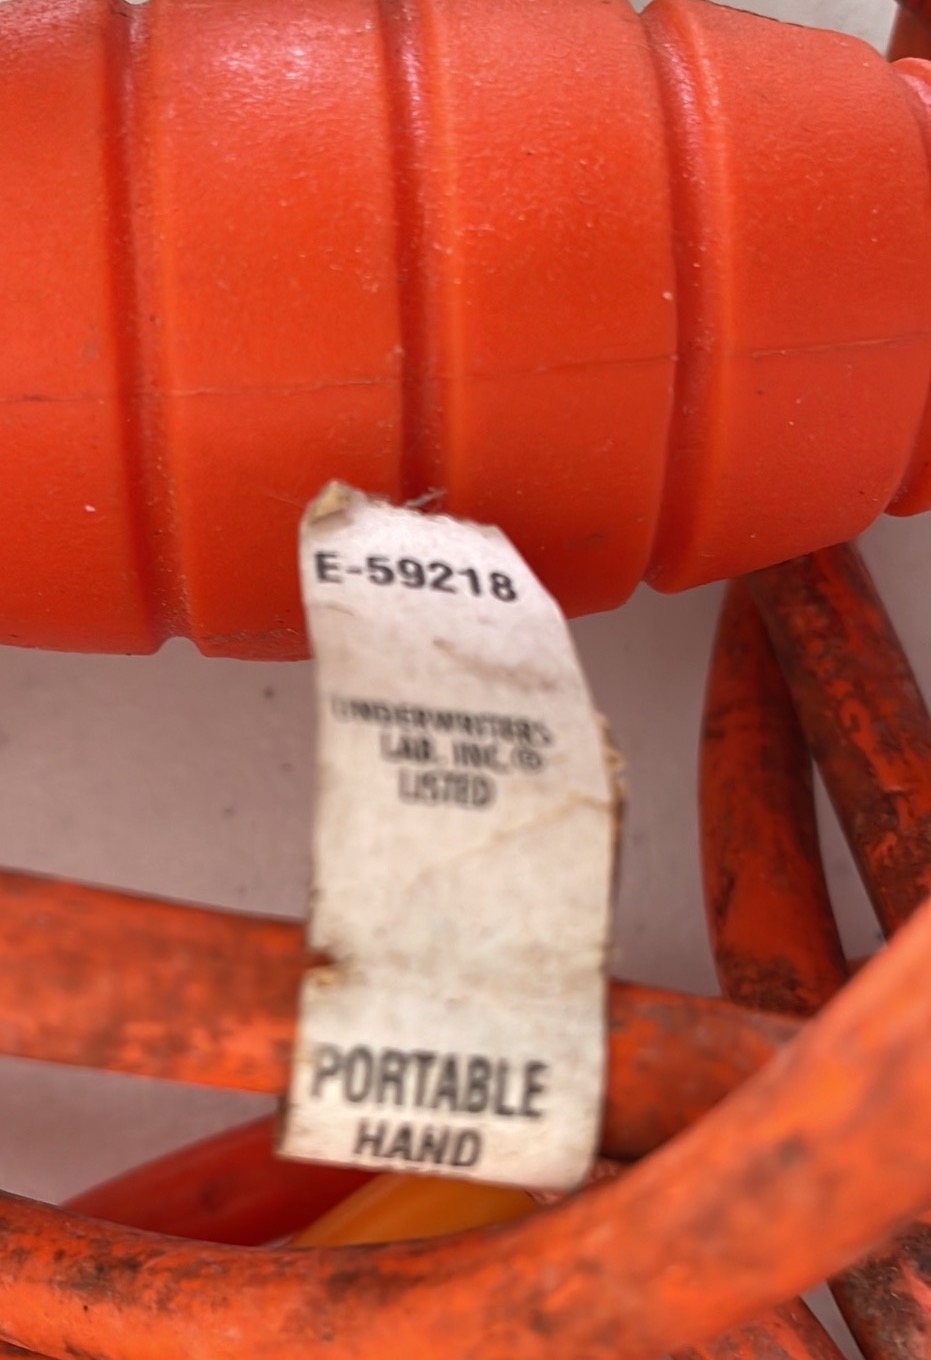 E-59218
UNDERWRITERS
LAB. INC.®
LISTED
PORTABLE
HAND